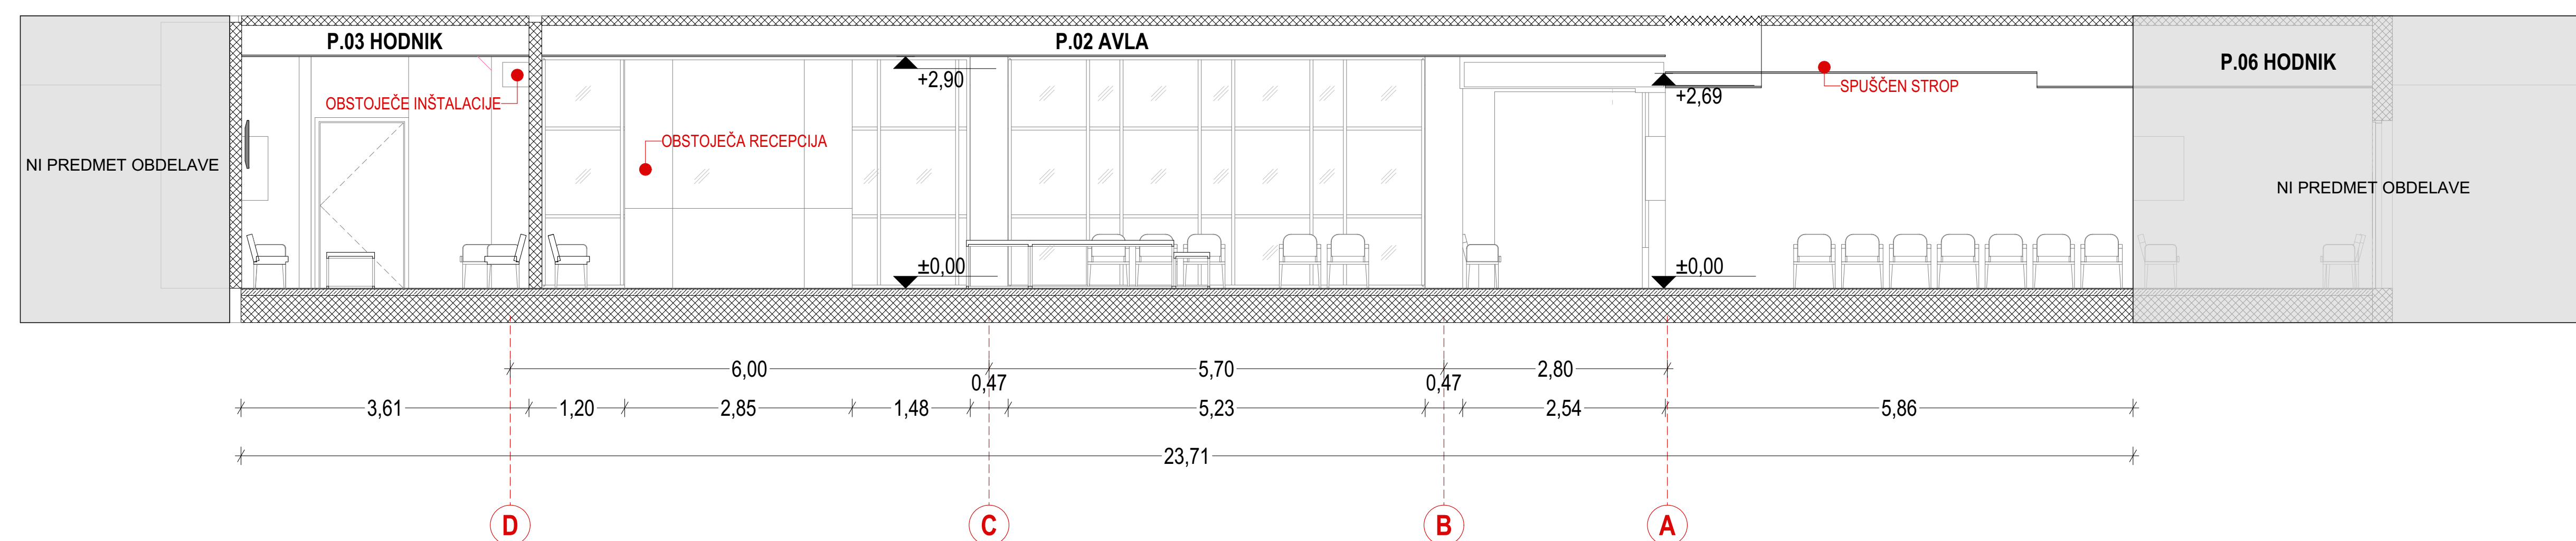 P.03 HODNIK
P.02 AVLA
P.06 HODNIK
+2,90
+2,69
SPUŠČEN STROP
OBSTOJEČE INŠTALACIJE
OBSTOJEČA RECEPCIJA
NI PREDMET OBDELAVE
NI PREDMET OBDELAVE
±0,00
±0,00
6,00
5,70
2,80
0,47
0,47
3,61
1,20
2,85
1,48
5,23
2,54
5,86
23,71
D
C
B
A